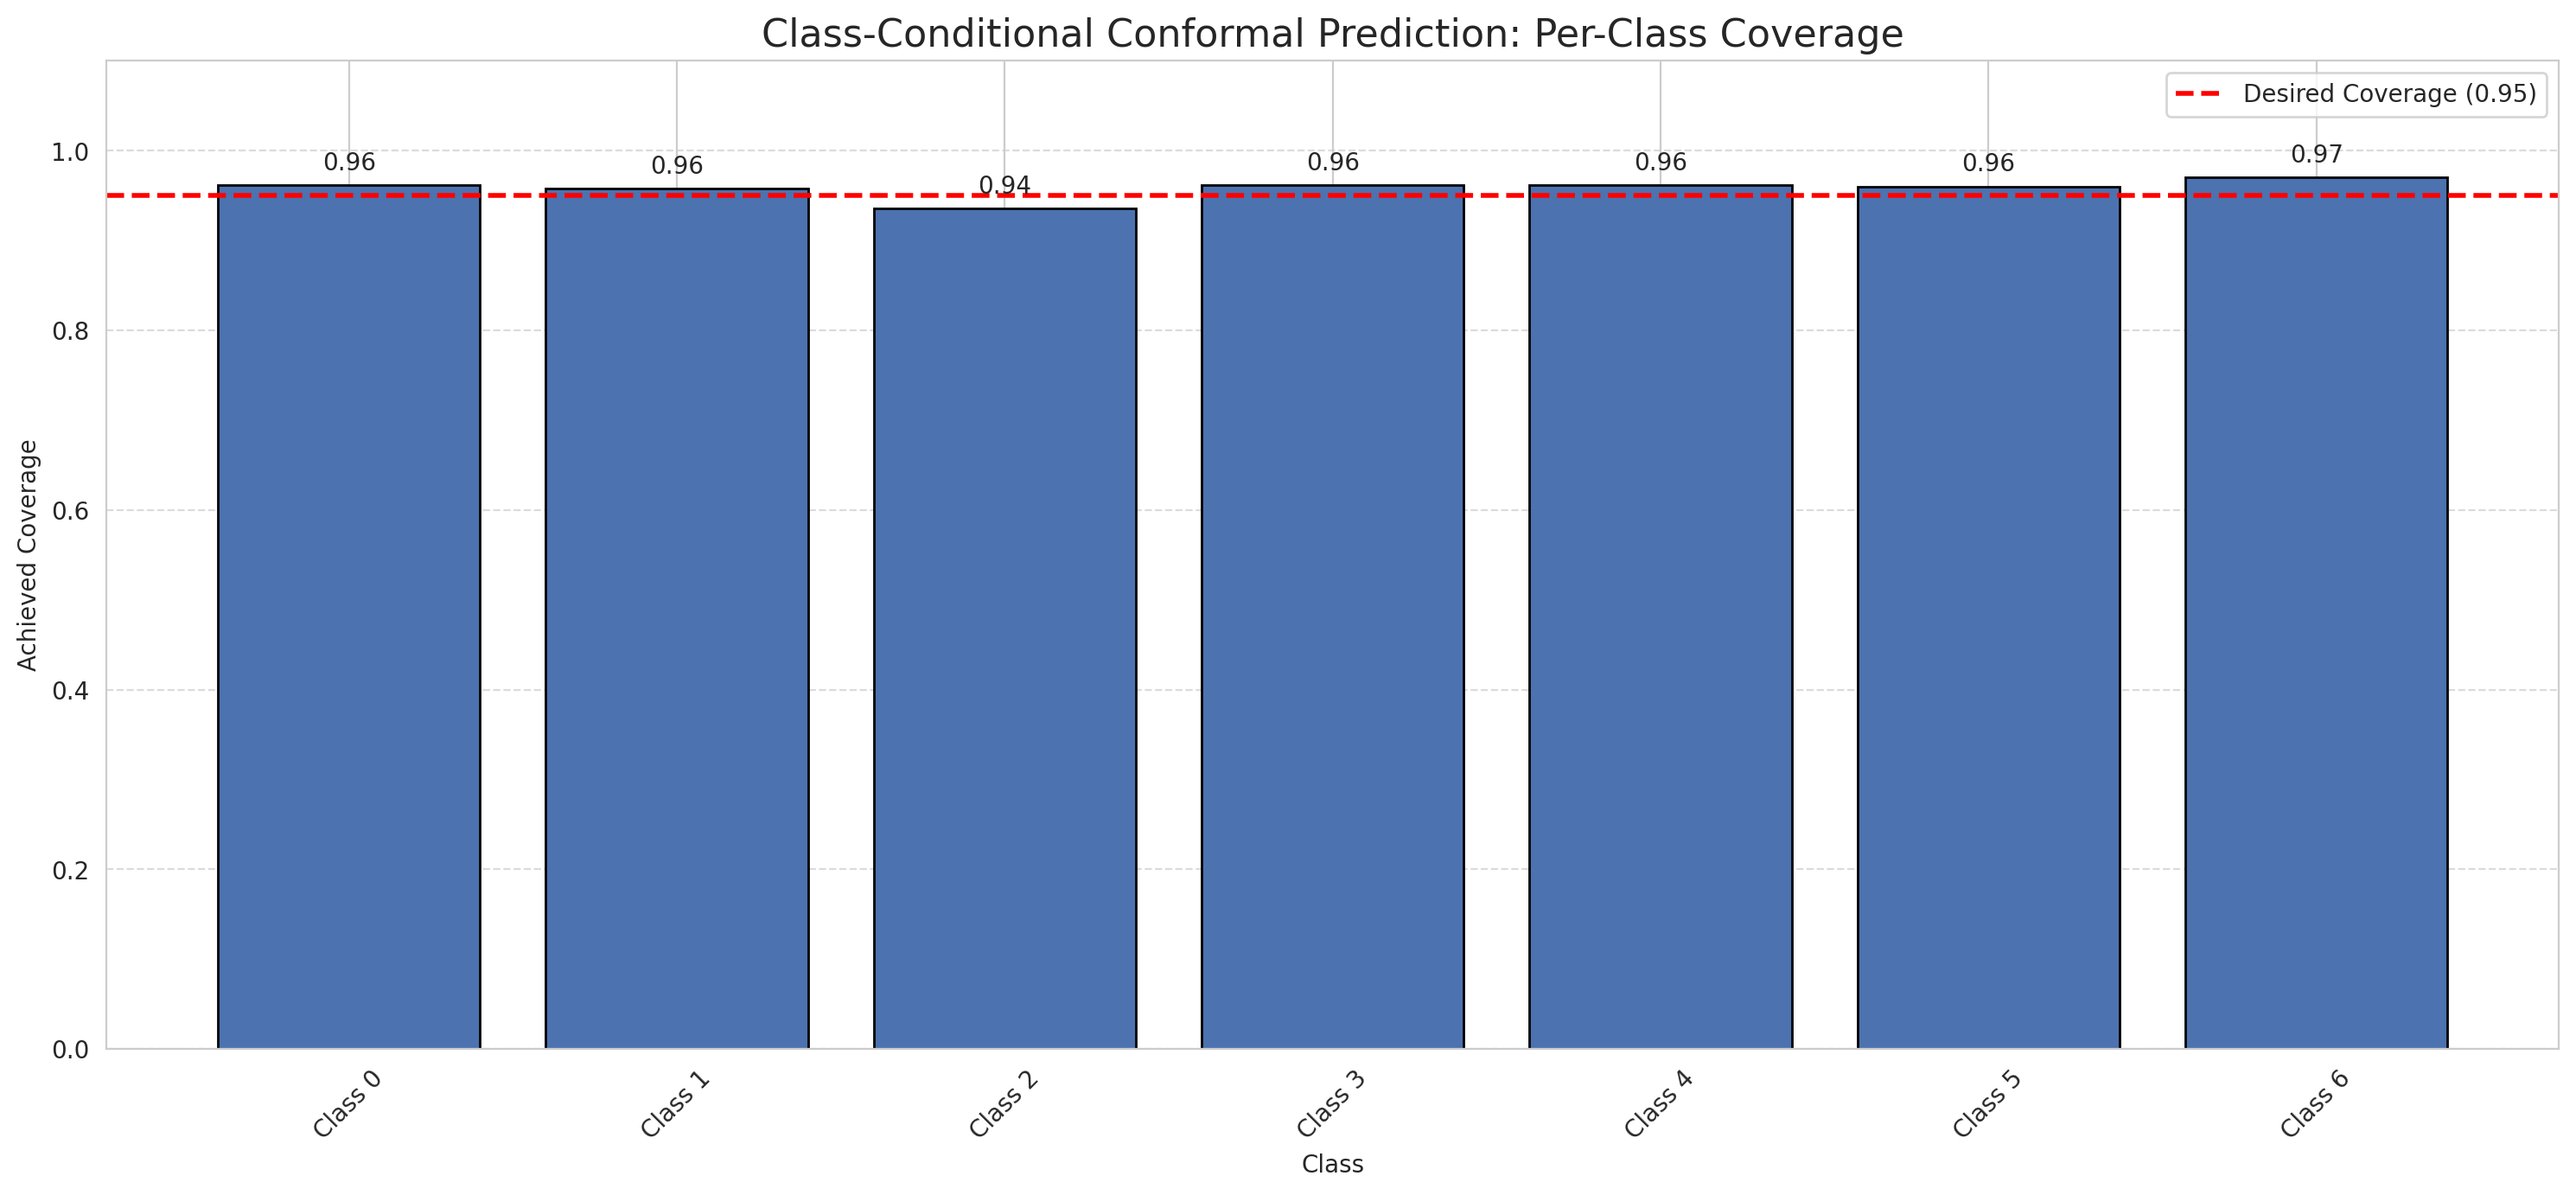 Class-Conditional Conformal Prediction: Per-Class Coverage
Desired Coverage (0.95)
1.0
0.8
0.6
0.4
0.2
0.0
Achieved Coverage
0.96
0.96
0.94
0.96
0.96
0.96
0.97
Class 0
Class 1
Class 2
Class 3
Class 4
Class 5
Class 6
Class